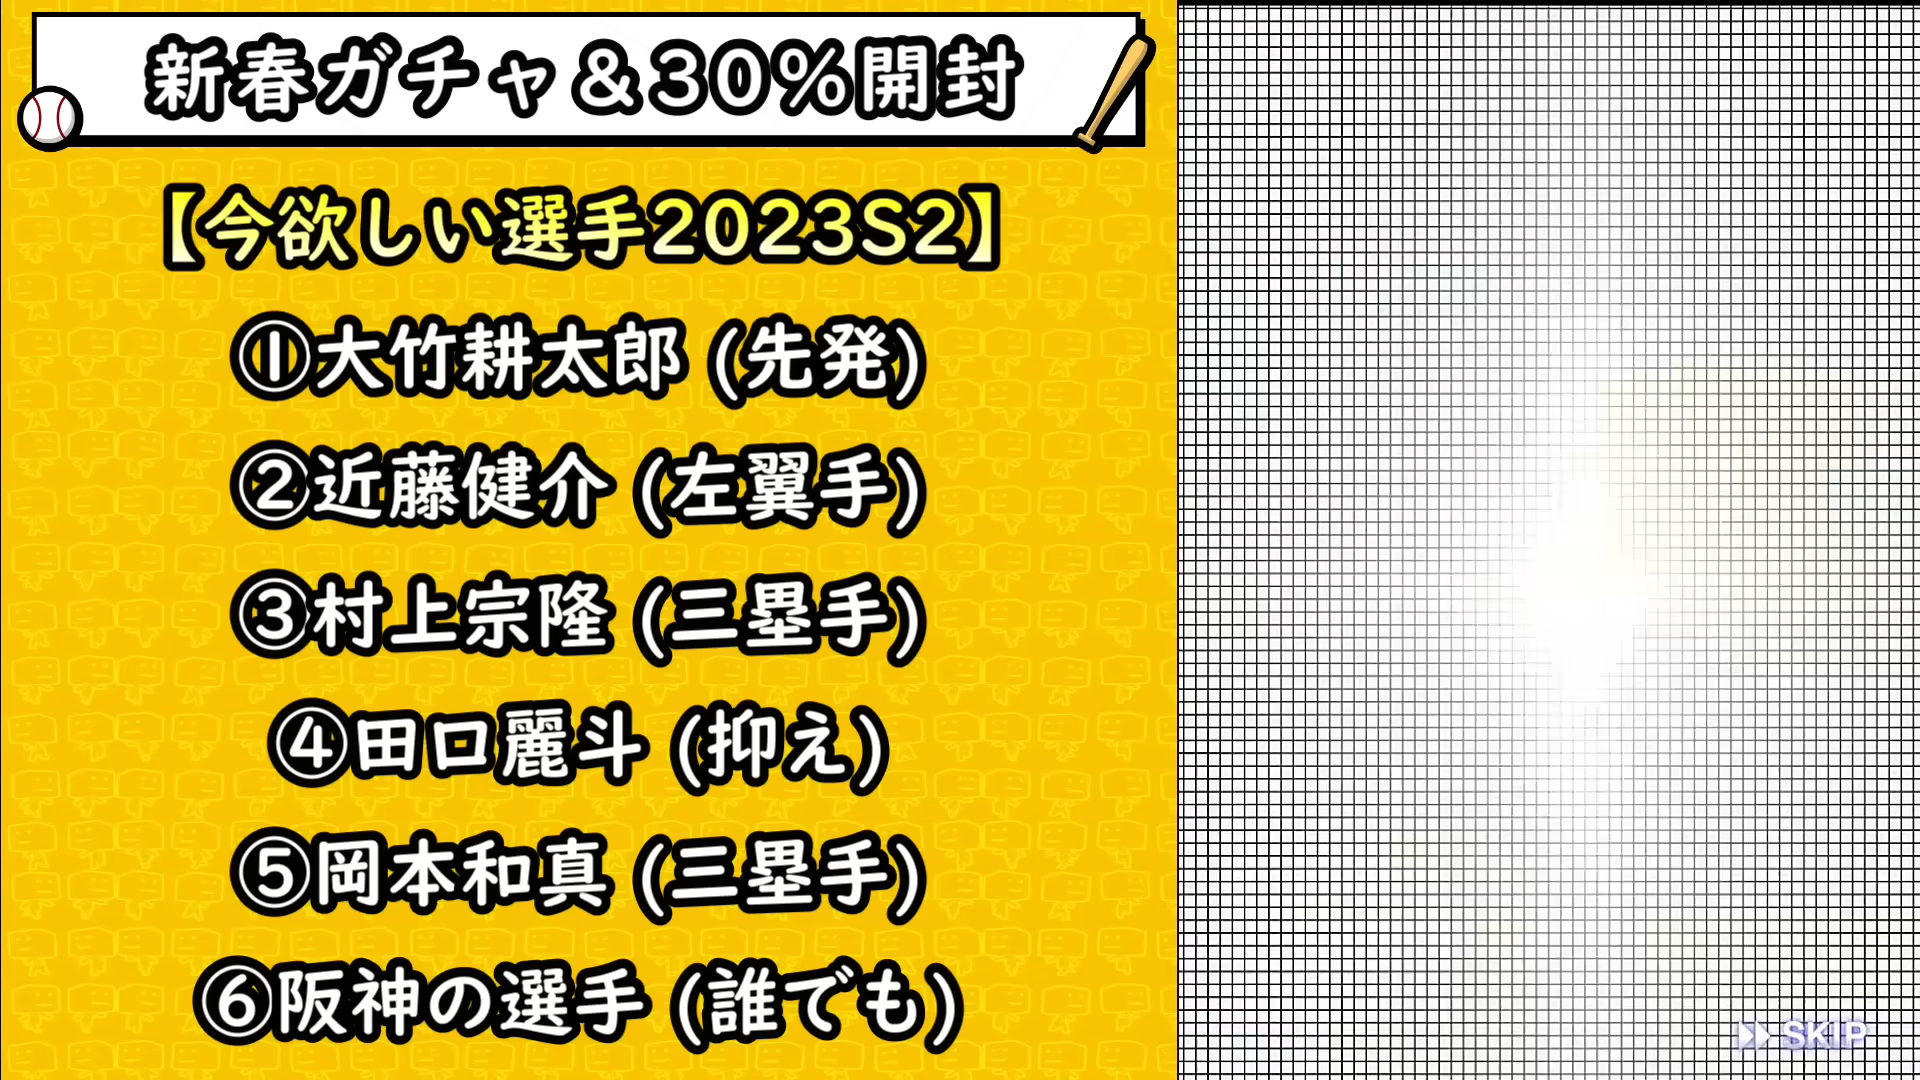 新春ガチャ&30%開封
【今欲しい選手2023S2】
①大竹耕太郎 (先発)
②近藤健介 (左翼手)
③村上宗隆 (三塁手)
④田口麗斗 (抑え)
⑤岡本和真 (三塁手)
⑥阪神の選手 (誰でも)
SKIP